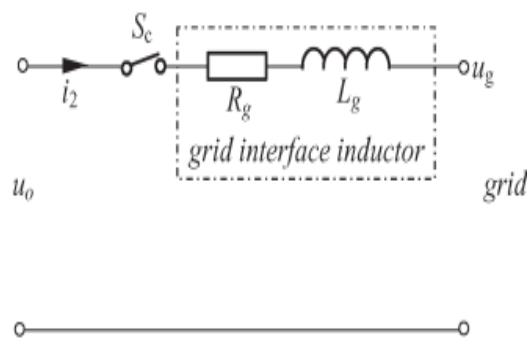 S_c
i_2
R_g
L_g
u_g
grid interface inductor
u_o
grid